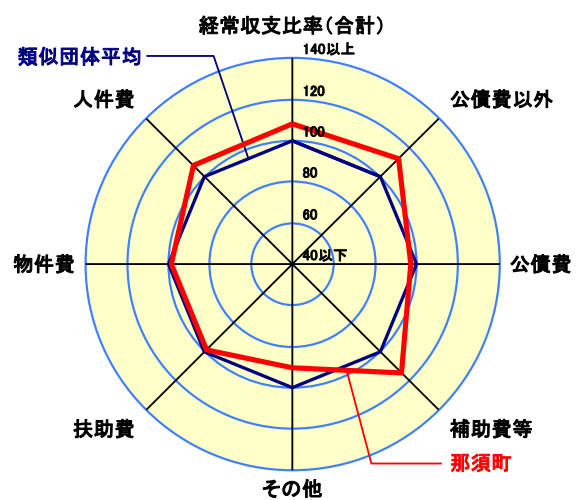 経常収支比率（合計）
140以上
類似団体平均
人件費
120
公債費以外
100
80
60
40以下
物件費
公債費
扶助費
補助費等
那須町
その他